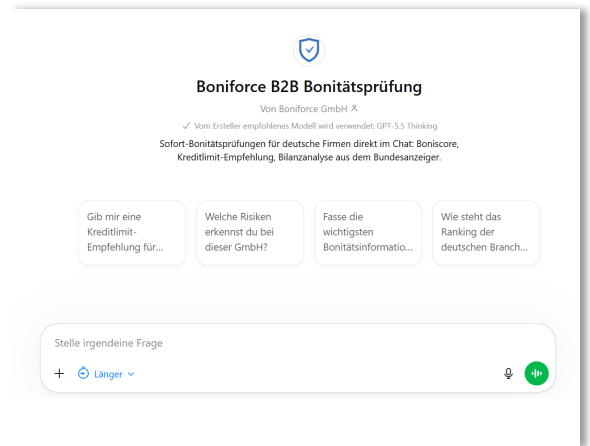 Boniforce B2B Bonitätsprüfung
Von Boniforce GmbH
Vom Ersteller empfohlenes Modell wird verwendet: GPT-5.5 Thinking
Sofort-Bonitätsprüfungen für deutsche Firmen direkt im Chat: Boniscore,
Kreditlimit-Empfehlung, Bilanzanalyse aus dem Bundesanzeiger.
Gib mir eine
Kreditlimit-
Empfehlung für...
Welche Risiken
erkennst du bei
dieser GmbH?
Fasse die
wichtigsten
Bonitätsinformatio...
Wie steht das
Ranking der
deutschen Branch...
Stelle irgendeine Frage
Länger